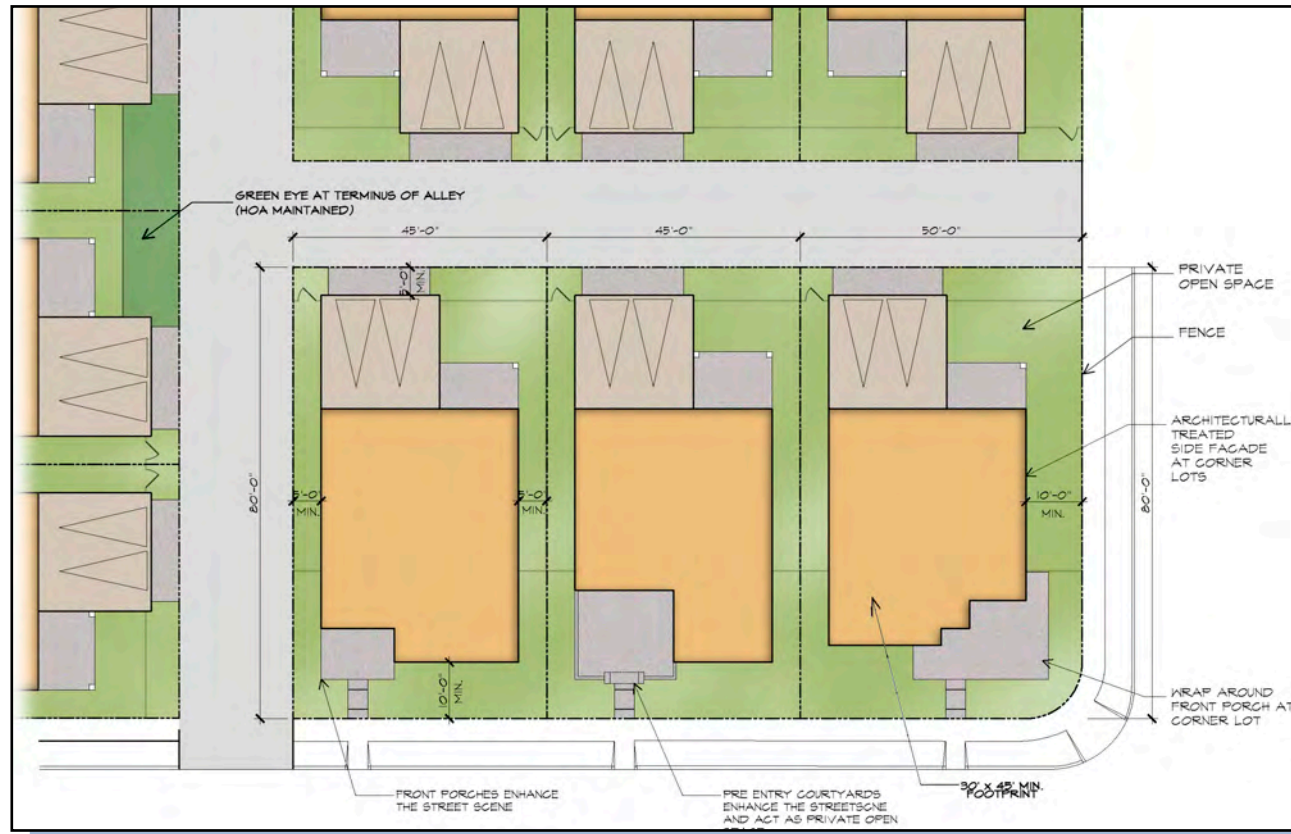 GREEN EYE AT TERMINUS OF ALLEY
(HOA MAINTAINED)
45'-0"
45'-0"
50'-0"
5'-0"
MIN.
PRIVATE
OPEN SPACE
FENCE
ARCHITECTURALL
TREATED
SIDE FACADE
AT CORNER
LOTS
80'-0"
5'-0"
MIN.
5'-0"
MIN.
10'-0"
MIN.
80'-0"
10'-0"
MIN.
WRAP AROUND
FRONT PORCH AT
CORNER LOT
FRONT PORCHES ENHANCE
THE STREET SCENE
PRE ENTRY COURTYARDS
ENHANCE THE STREETSCNE
AND ACT AS PRIVATE OPEN
30' x 45' MIN.
FOOTPRINT